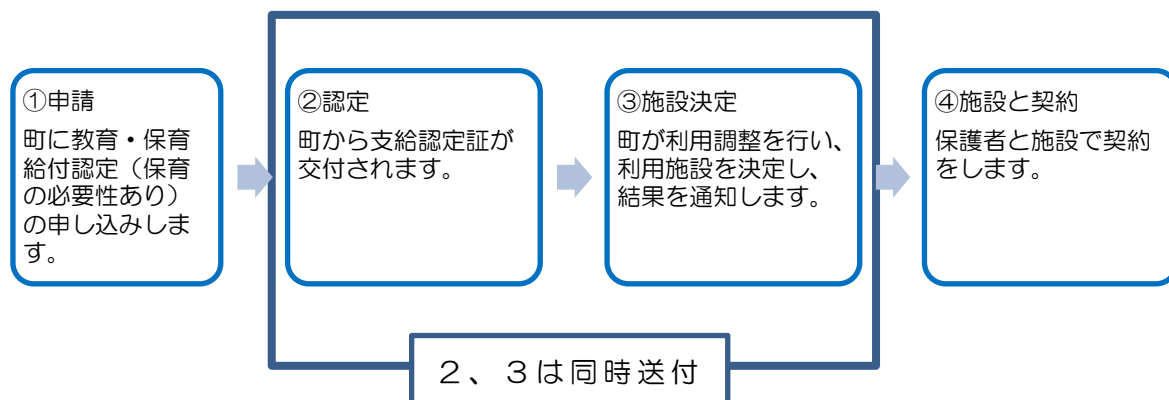 ①申請
町に教育・保育
給付認定（保育
の必要性あり）
の申し込みしま
す。
②認定
町から支給認定証が
交付されます。
③施設決定
町が利用調整を行い、
利用施設を決定し、
結果を通知します。
④施設と契約
保護者と施設で契約
をします。
２、３は同時送付